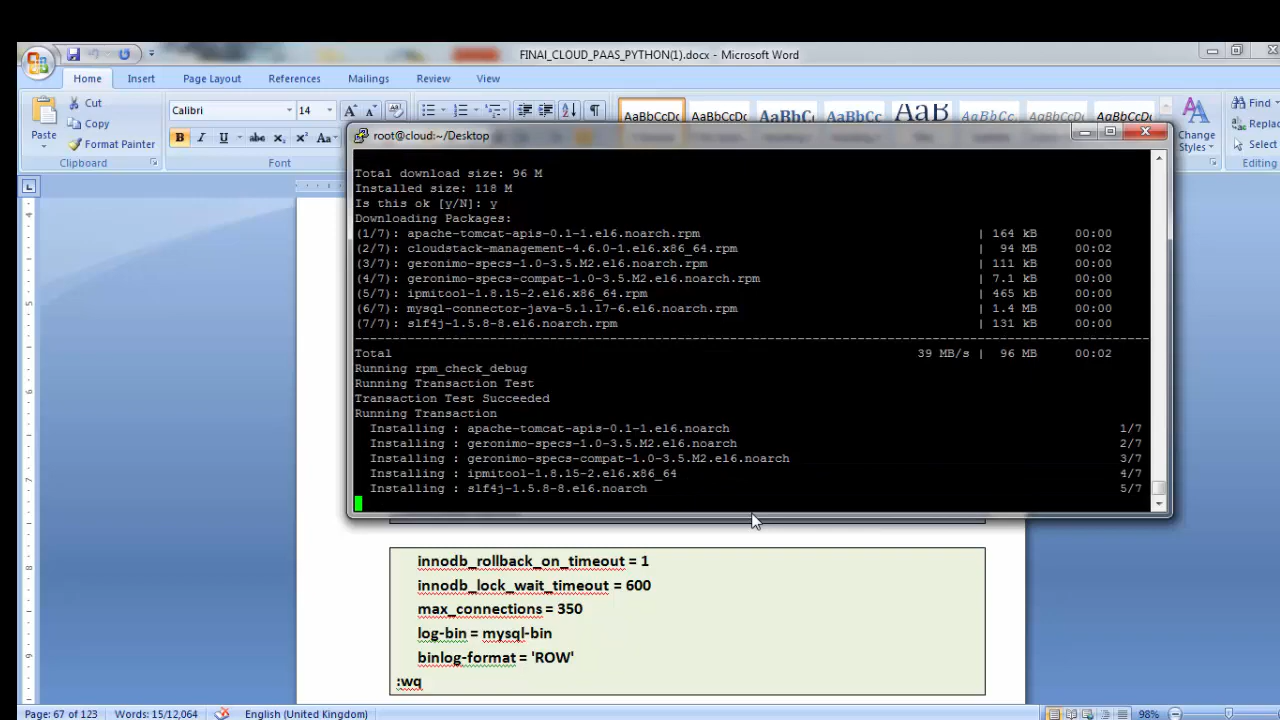 FINAL_CLOUD_PAAS_PYTHON(1).docx - Microsoft Word
Home Insert Page Layout References Mailings Review View
Cut
Copy
Format Painter
Paste
Clipboard
Calibri 14
B I U abc x₂ x² Aa
Font
AaBbCcDc AaBbCcDc AaBbC AaBbCc AaB AaBbCc. AaBbCcDc AaBbCcDc
Change
Styles
Find
Replac
Select
Editing
root@cloud:~/Desktop
Total download size: 96 M
Installed size: 118 M
Is this ok [y/N]: y
Downloading Packages:
(1/7): apache-tomcat-apis-0.1-1.el6.noarch.rpm | 164 kB 00:00
(2/7): cloudstack-management-4.6.0-1.el6.x86_64.rpm | 94 MB 00:02
(3/7): geronimo-specs-1.0-3.5.M2.el6.noarch.rpm | 111 kB 00:00
(4/7): geronimo-specs-compat-1.0-3.5.M2.el6.noarch.rpm | 7.1 kB 00:00
(5/7): ipmitool-1.8.15-2.el6.x86_64.rpm | 465 kB 00:00
(6/7): mysql-connector-java-5.1.17-6.el6.noarch.rpm | 1.4 MB 00:00
(7/7): slf4j-1.5.8-8.el6.noarch.rpm | 131 kB 00:00
--------------------------------------------------------------------------------
Total 39 MB/s | 96 MB 00:02
Running rpm_check_debug
Running Transaction Test
Transaction Test Succeeded
Running Transaction
Installing : apache-tomcat-apis-0.1-1.el6.noarch 1/7
Installing : geronimo-specs-1.0-3.5.M2.el6.noarch 2/7
Installing : geronimo-specs-compat-1.0-3.5.M2.el6.noarch 3/7
Installing : ipmitool-1.8.15-2.el6.x86_64 4/7
Installing : slf4j-1.5.8-8.el6.noarch 5/7
innodb_rollback_on_timeout = 1
innodb_lock_wait_timeout = 600
max_connections = 350
log-bin = mysql-bin
binlog-format = 'ROW'
:wq
Page: 67 of 123 Words: 15/12,064 English (United Kingdom) 98%